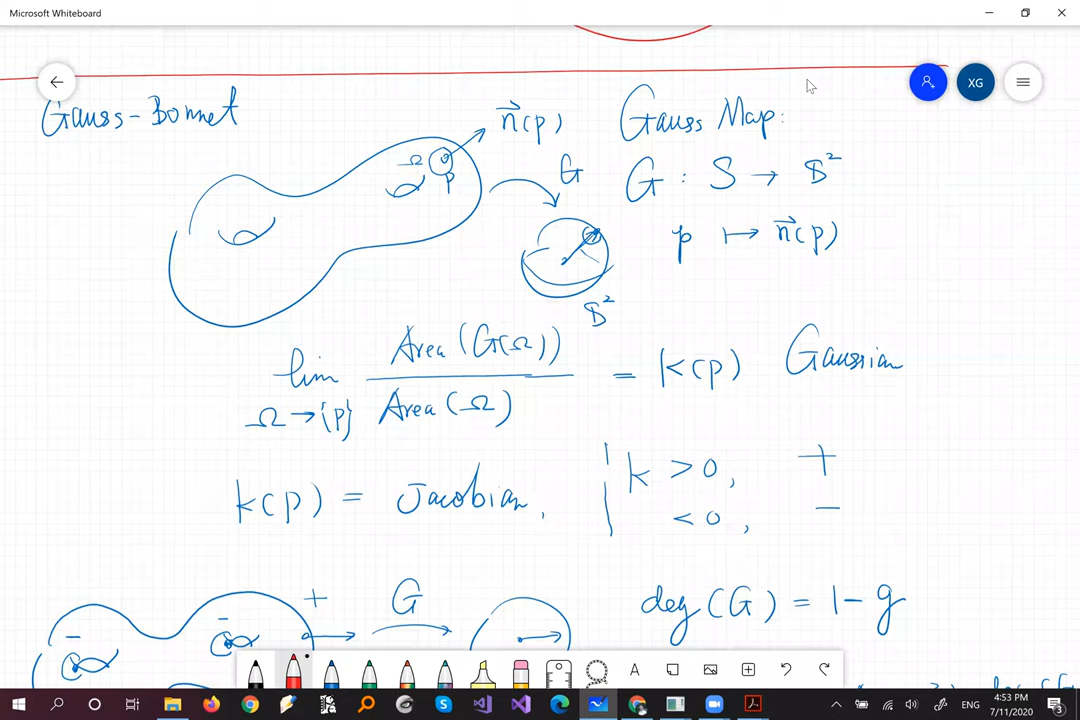 Microsoft Whiteboard
XG
Gauss-Bonnet
n⃗(p)
Gauss Map:
Ω
p
G
G : S → S²
p ↦ n⃗(p)
S²
lim Ω→{p} Area(G(Ω)) / Area(Ω) = K(p) Gaussian
k(p) = Jacobian,
k > 0, +
< 0, −
+
G
deg(G) = 1 − g
−
−
A
ENG
4:53 PM
7/11/2020
3